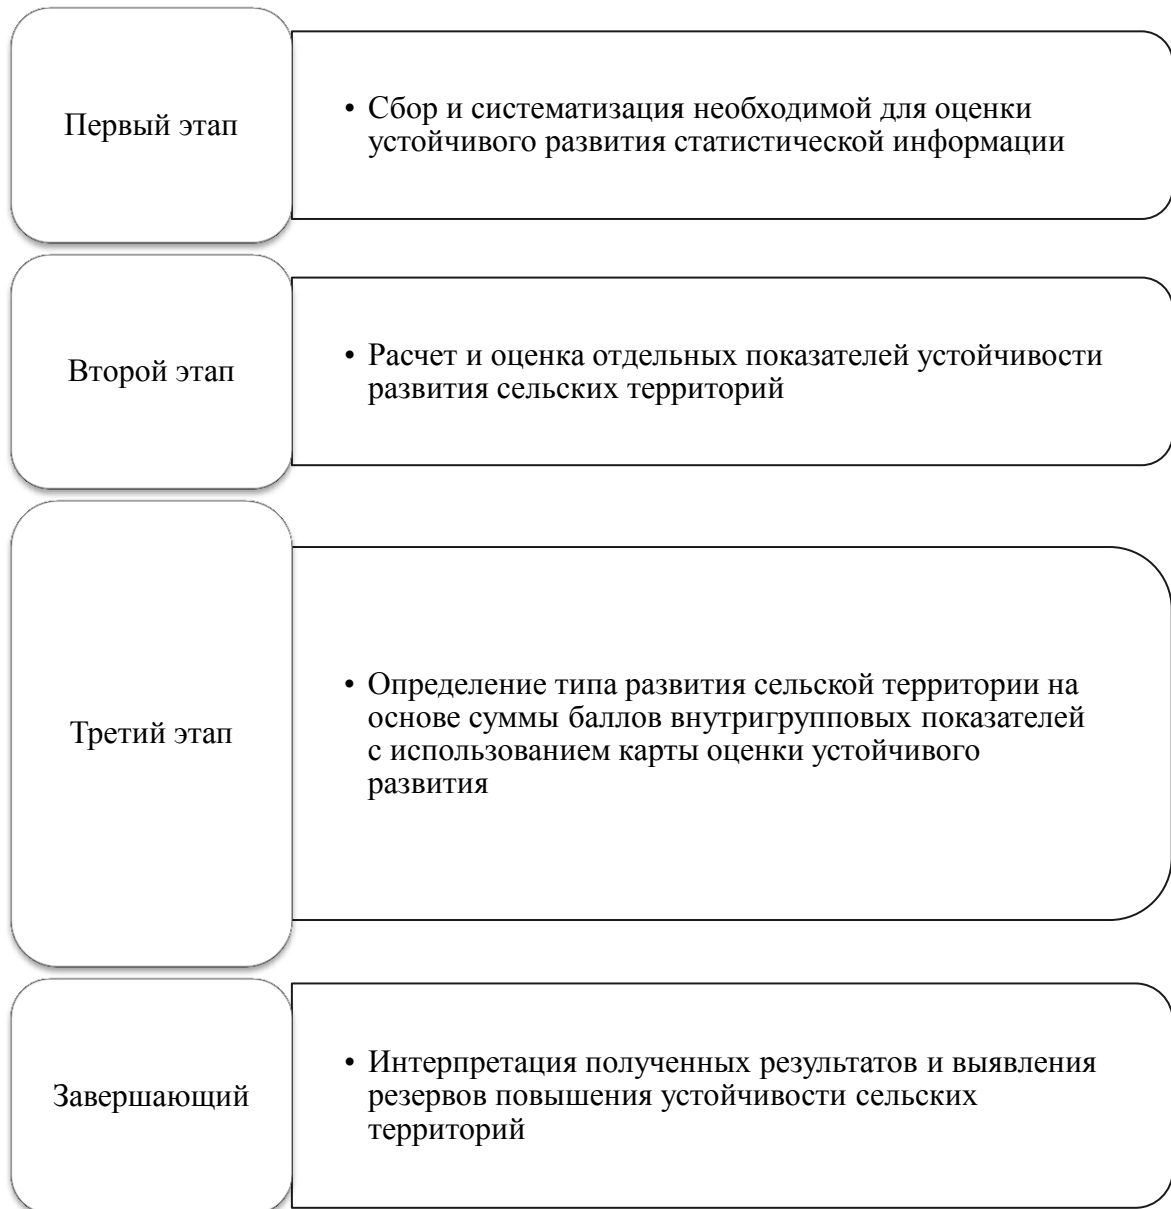 Первый этап
• Сбор и систематизация необходимой для оценки
устойчивого развития статистической информации
Второй этап
• Расчет и оценка отдельных показателей устойчивости
развития сельских территорий
Третий этап
• Определение типа развития сельской территории на
основе суммы баллов внутригрупповых показателей
с использованием карты оценки устойчивого
развития
Завершающий
• Интерпретация полученных результатов и выявления
резервов повышения устойчивости сельских
территорий